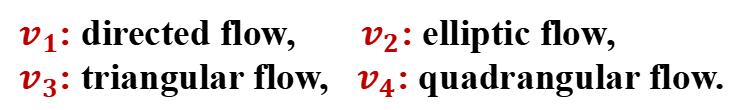 v₁: directed flow, v₂: elliptic flow,
v₃: triangular flow, v₄: quadrangular flow.